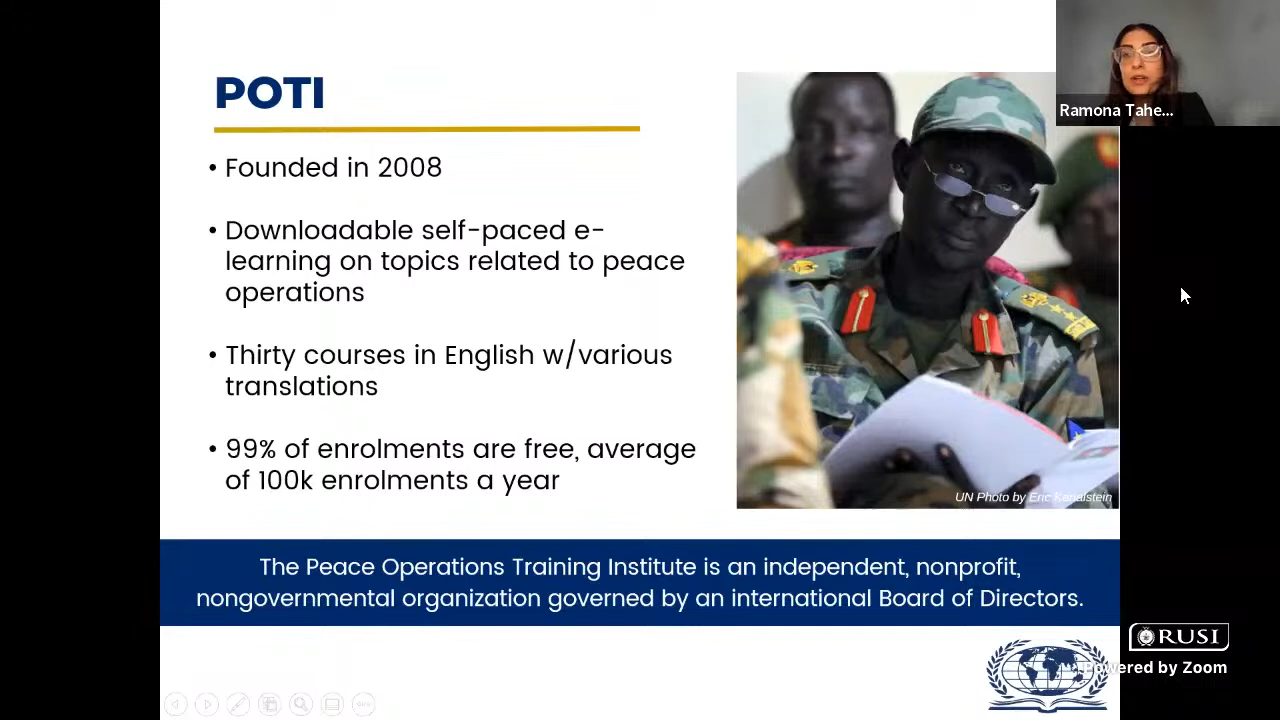 POTI
• Founded in 2008
• Downloadable self-paced e-
learning on topics related to peace
operations
• Thirty courses in English w/various
translations
• 99% of enrolments are free, average
of 100k enrolments a year
UN Photo by Eric Kanalstein
The Peace Operations Training Institute is an independent, nonprofit,
nongovernmental organization governed by an international Board of Directors.
Ramona Tahe...
RUSI
Powered by Zoom